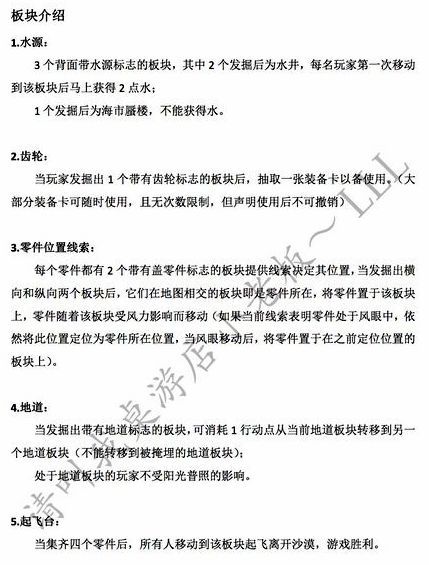 板块介绍
1.水源：
3 个背面带水源标志的板块，其中 2 个发掘后为水井，每名玩家第一次移动
到该板块后马上获得 2 点水；
1 个发掘后为海市蜃楼，不能获得水。
2.齿轮：
当玩家发掘出 1 个带有齿轮标志的板块后，抽取一张装备卡以备使用。（大
部分装备卡可随时使用，且无次数限制，但声明使用后不可撤销）
3.零件位置线索：
每个零件都有 2 个带有盖零件标志的板块提供线索决定其位置，当发掘出横
向和纵向两个板块后，它们在地图相交的板块即是零件所在，将零件置于该板块
上，零件随着该板块受风力影响而移动（如果当前线索表明零件处于风眼中，依
然将此位置定位为零件所在位置，当风眼移动后，将零件置于在之前定位位置的
板块上）。
4.地道：
当发掘出带有地道标志的板块，可消耗 1 行动点从当前地道板块转移到另一
个地道板块（不能转移到被掩埋的地道板块）；
处于地道板块的玩家不受阳光普照的影响。
5.起飞台：
当集齐四个零件后，所有人移动到该板块起飞离开沙漠，游戏胜利。
请叫我桌游店小老板～LLL